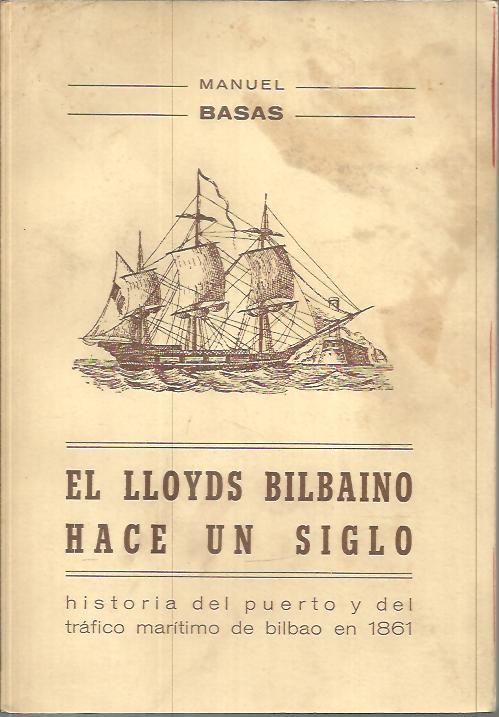 MANUEL
BASAS
EL LLOYDS BILBAINO
HACE UN SIGLO
historia del puerto y del
tráfico marítimo de bilbao en 1861